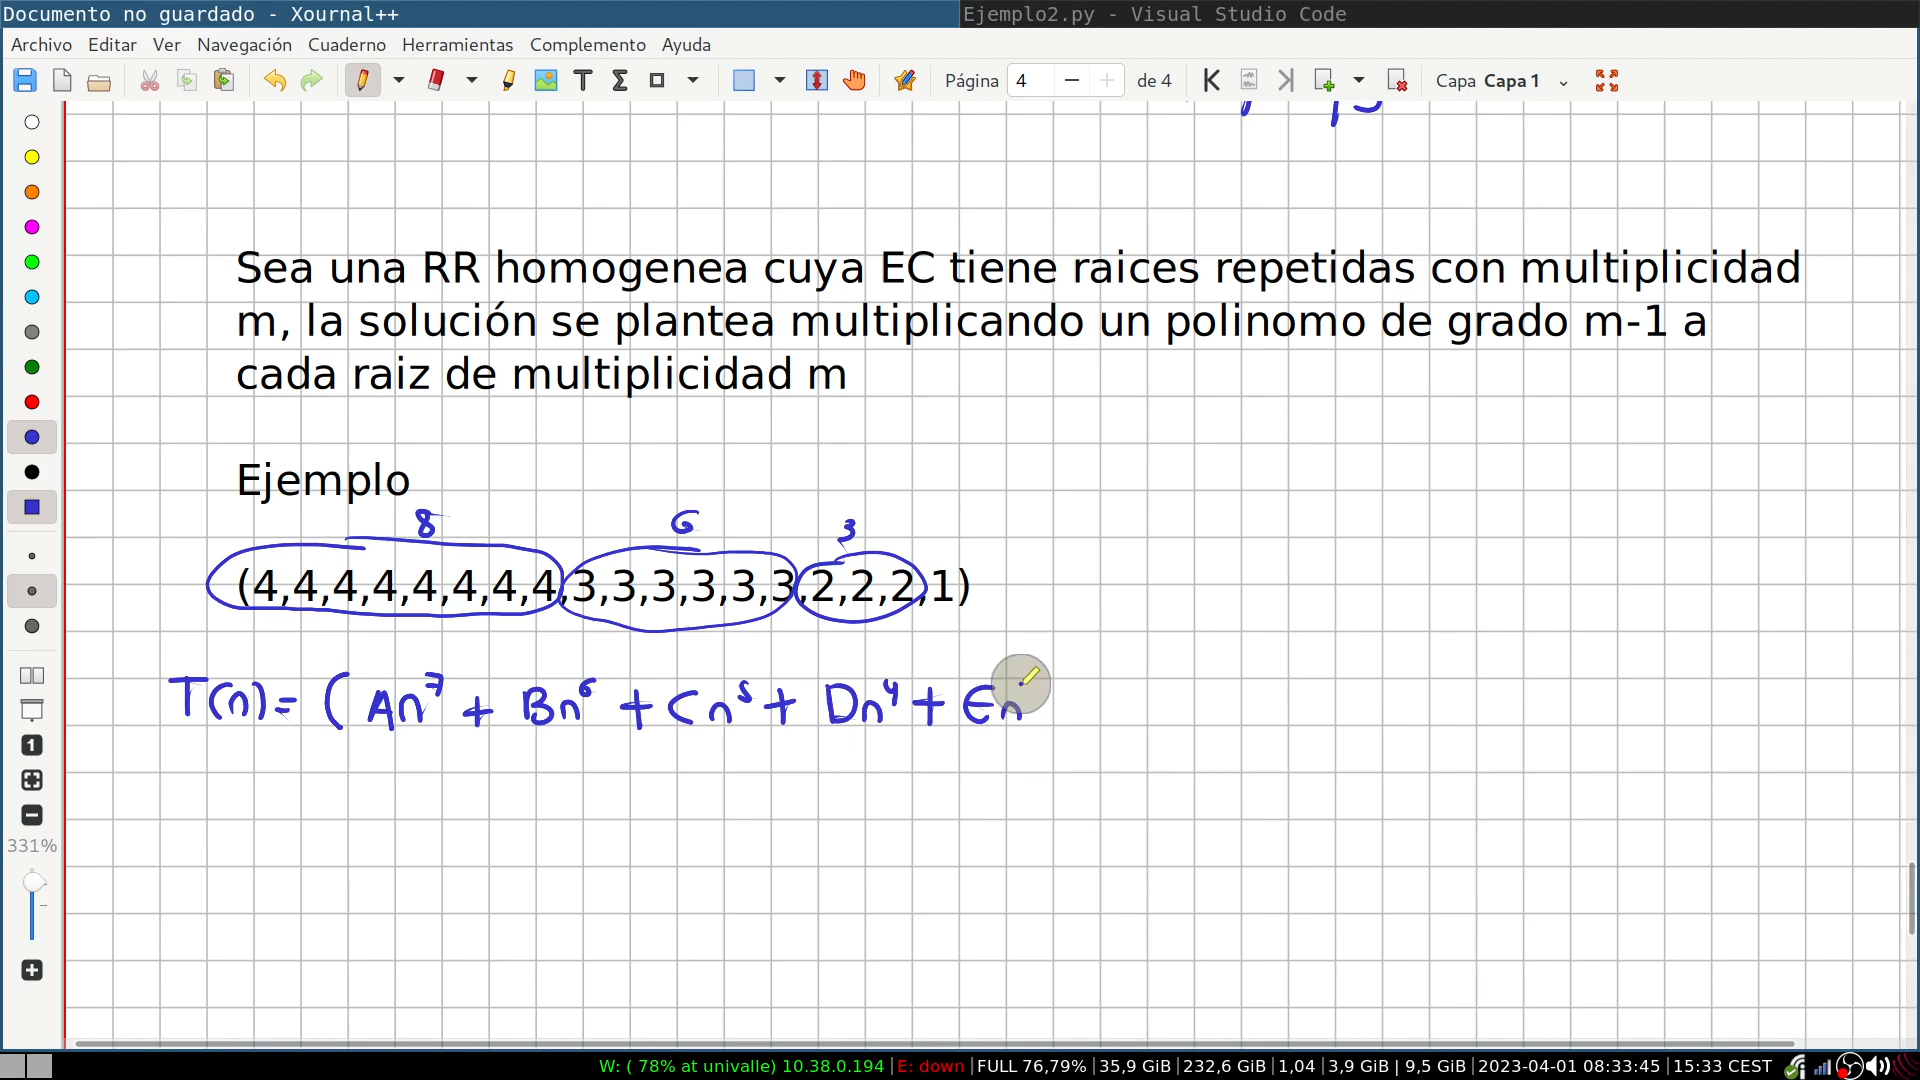 Documento no guardado - Xournal++
Ejemplo2.py - Visual Studio Code
Archivo Editar Ver Navegación Cuaderno Herramientas Complemento Ayuda
Página 4 de 4 Capa Capa 1
Sea una RR homogenea cuya EC tiene raices repetidas con multiplicidad
m, la solución se plantea multiplicando un polinomo de grado m-1 a
cada raiz de multiplicidad m
Ejemplo
8 6 3
(4,4,4,4,4,4,4,4,3,3,3,3,3,3,2,2,2,1)
T(n)= ( An⁷ + Bn⁶ + Cn⁵ + Dn⁴ + En
331%
W: ( 78% at univalle) 10.38.0.194 |E: down |FULL 76,79% |35,9 GiB |232,6 GiB |1,04 |3,9 GiB | 9,5 GiB |2023-04-01 08:33:45 |15:33 CEST